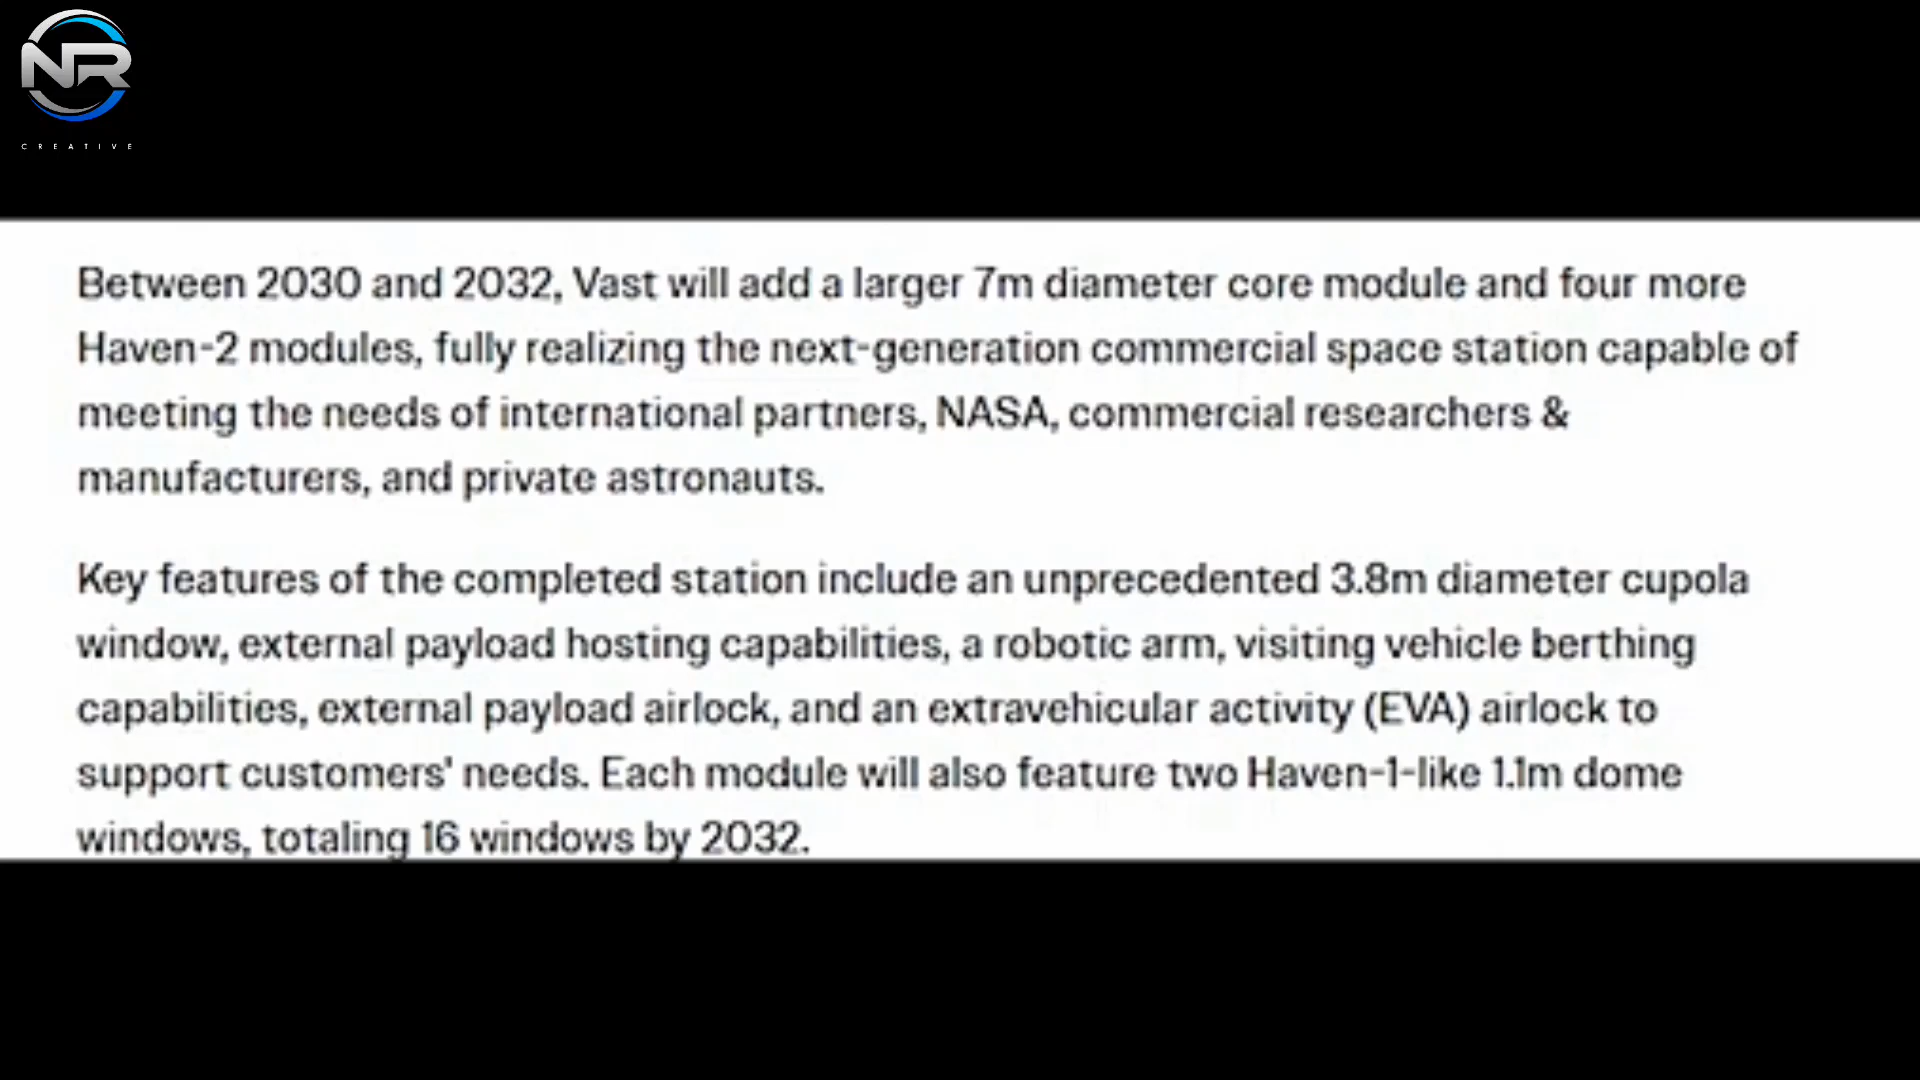 NR
CREATIVE
Between 2030 and 2032, Vast will add a larger 7m diameter core module and four more
Haven-2 modules, fully realizing the next-generation commercial space station capable of
meeting the needs of international partners, NASA, commercial researchers &
manufacturers, and private astronauts.
Key features of the completed station include an unprecedented 3.8m diameter cupola
window, external payload hosting capabilities, a robotic arm, visiting vehicle berthing
capabilities, external payload airlock, and an extravehicular activity (EVA) airlock to
support customers' needs. Each module will also feature two Haven-1-like 1.1m dome
windows, totaling 16 windows by 2032.